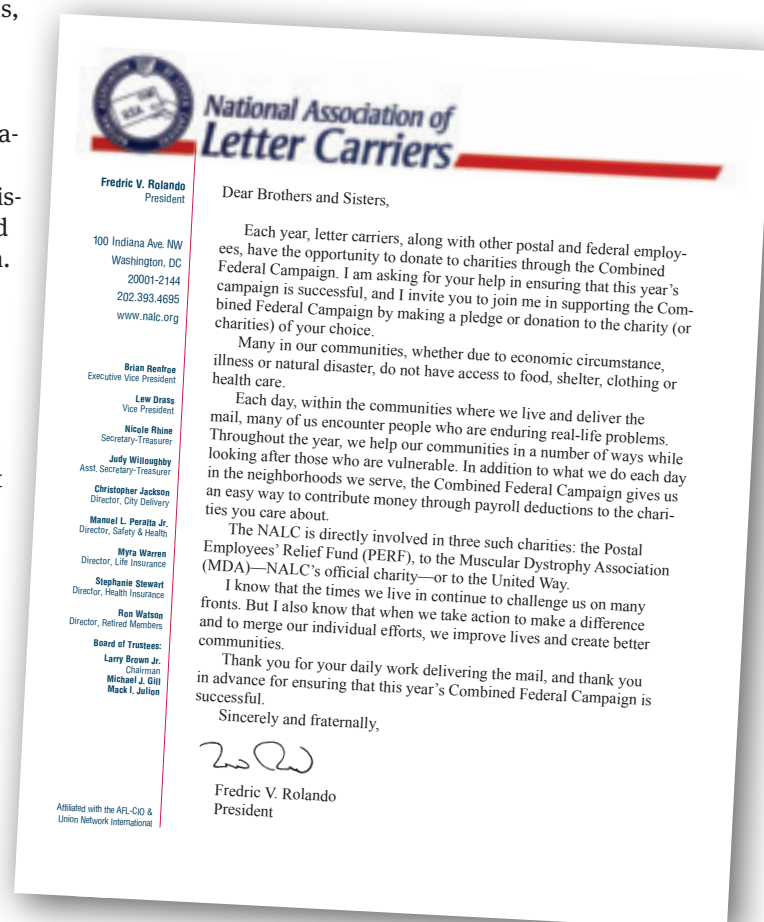 s,
a-
is-
d
n.
t
National Association of
Letter Carriers
Fredric V. Rolando
President
100 Indiana Ave. NW
Washington, DC
20001-2144
202.393.4695
www.nalc.org
Brian Renfroe
Executive Vice President
Lew Drass
Vice President
Nicole Rhine
Secretary-Treasurer
Judy Willoughby
Asst. Secretary-Treasurer
Christopher Jackson
Director, City Delivery
Manuel L. Peralta Jr.
Director, Safety & Health
Myra Warren
Director, Life Insurance
Stephanie Stewart
Director, Health Insurance
Ron Watson
Director, Retired Members
Board of Trustees:
Larry Brown Jr.
Chairman
Michael J. Gill
Mack I. Julion
Affiliated with the AFL-CIO &
Union Network International
Dear Brothers and Sisters,
Each year, letter carriers, along with other postal and federal employ-
ees, have the opportunity to donate to charities through the Combined
Federal Campaign. I am asking for your help in ensuring that this year's
campaign is successful, and I invite you to join me in supporting the Com-
bined Federal Campaign by making a pledge or donation to the charity (or
charities) of your choice.
Many in our communities, whether due to economic circumstance,
illness or natural disaster, do not have access to food, shelter, clothing or
health care.
Each day, within the communities where we live and deliver the
mail, many of us encounter people who are enduring real-life problems.
Throughout the year, we help our communities in a number of ways while
looking after those who are vulnerable. In addition to what we do each day
in the neighborhoods we serve, the Combined Federal Campaign gives us
an easy way to contribute money through payroll deductions to the chari-
ties you care about.
The NALC is directly involved in three such charities: the Postal
Employees' Relief Fund (PERF), to the Muscular Dystrophy Association
(MDA)—NALC's official charity—or to the United Way.
I know that the times we live in continue to challenge us on many
fronts. But I also know that when we take action to make a difference
and to merge our individual efforts, we improve lives and create better
communities.
Thank you for your daily work delivering the mail, and thank you
in advance for ensuring that this year's Combined Federal Campaign is
successful.
Sincerely and fraternally,
Fredric V. Rolando
President